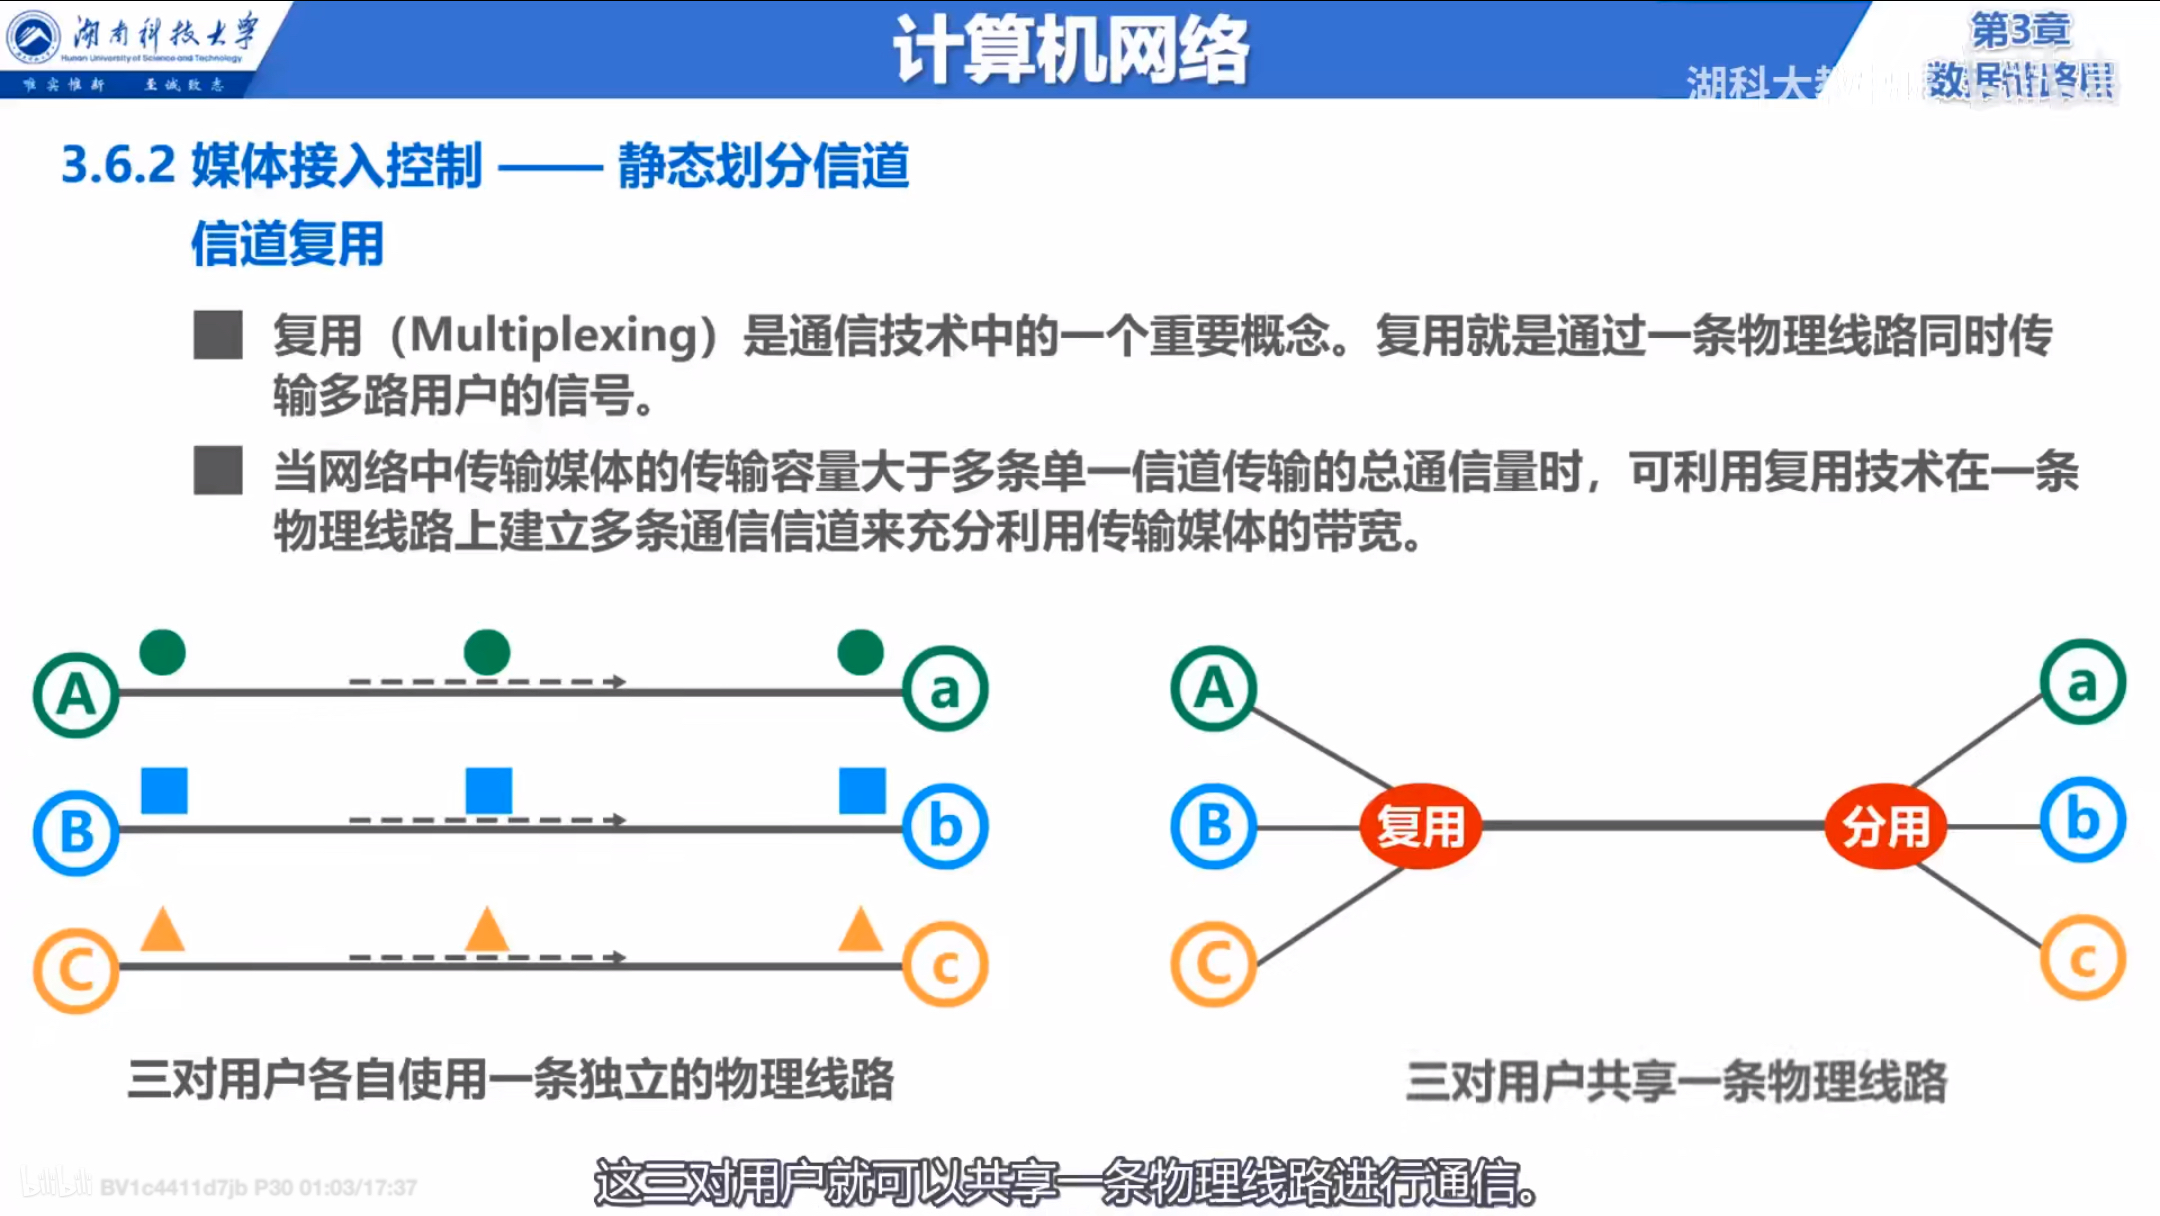 湖南科技大学
Hunan University of Science and Technology
唯实惟新 至诚致志
计算机网络
第3章
湖科大教
数据链路层
3.6.2 媒体接入控制 —— 静态划分信道
信道复用
复用（Multiplexing）是通信技术中的一个重要概念。复用就是通过一条物理线路同时传
输多路用户的信号。
当网络中传输媒体的传输容量大于多条单一信道传输的总通信量时，可利用复用技术在一条
物理线路上建立多条通信信道来充分利用传输媒体的带宽。
A a
B b
C c
三对用户各自使用一条独立的物理线路
A a
B 复用 分用 b
C c
三对用户共享一条物理线路
这三对用户就可以共享一条物理线路进行通信。
bilibili BV1c4411d7jb P30 01:03/17:37